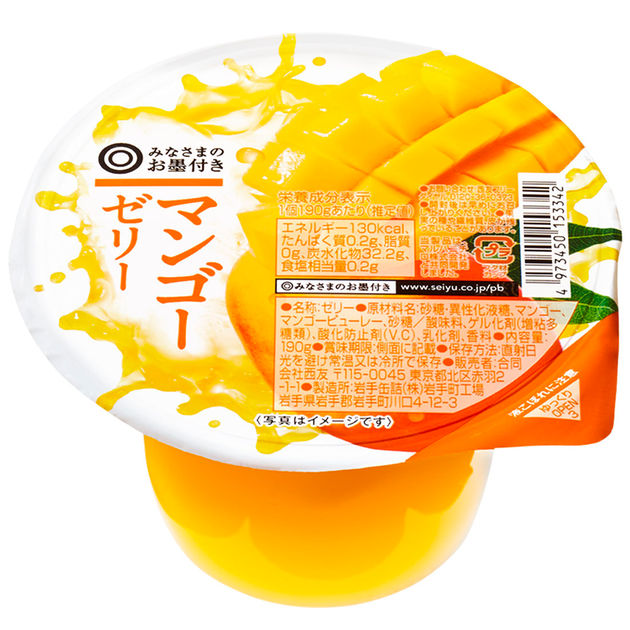 みなさまの
お墨付き
マンゴー
ゼリー
栄養成分表示
1個190gあたり(推定値)
エネルギー130kcal、
たんぱく質0.2g、脂質
0g、炭水化物32.2g、
食塩相当量0.2g
みなさまのお墨付き www.seiyu.co.jp/pb
●名称:ゼリー●原材料名:砂糖・異性化液糖、マンゴー、
マンゴーピューレー、砂糖/酸味料、ゲル化剤(増粘多
糖類)、酸化防止剤(V.C)、乳化剤、香料●内容量:
190g●賞味期限:側面に記載●保存方法:直射日
光を避け常温又は冷所で保存●販売者:合同
会社西友 〒115-0045 東京都北区赤羽2
-1-1●製造所:岩手缶詰(株)岩手町工場
岩手県岩手郡岩手町川口4-12-3
〈写真はイメージです〉
4 973450 153342
液こぼれに注意
ゆっくり
OPEN